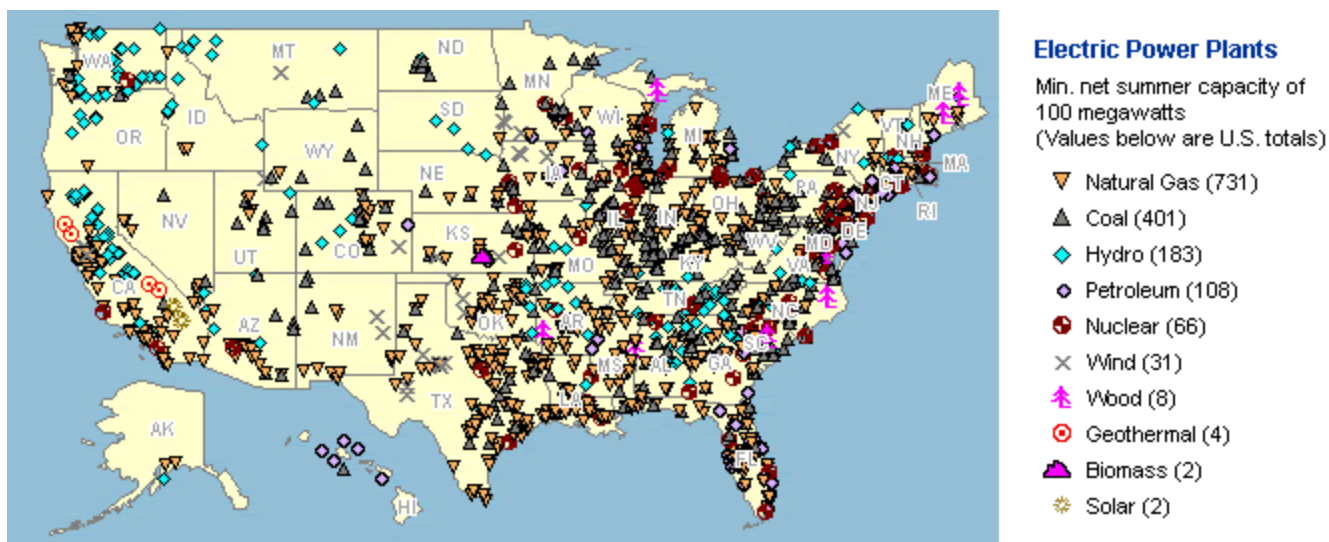 ND
MT
WA
MN
ME
ID
SD
WI
VT
OR
MI
NH
WY
NY
MA
IA
NE
CT
PA
RI
NV
OH
NJ
IL
IN
UT
CO
KS
MD
DE
WV
MO
KY
VA
CA
TN
NC
OK
AR
AZ
NM
SC
MS
AL
GA
TX
LA
AK
FL
HI
Electric Power Plants
Min. net summer capacity of
100 megawatts
(Values below are U.S. totals)
Natural Gas (731)
Coal (401)
Hydro (183)
Petroleum (108)
Nuclear (66)
Wind (31)
Wood (8)
Geothermal (4)
Biomass (2)
Solar (2)